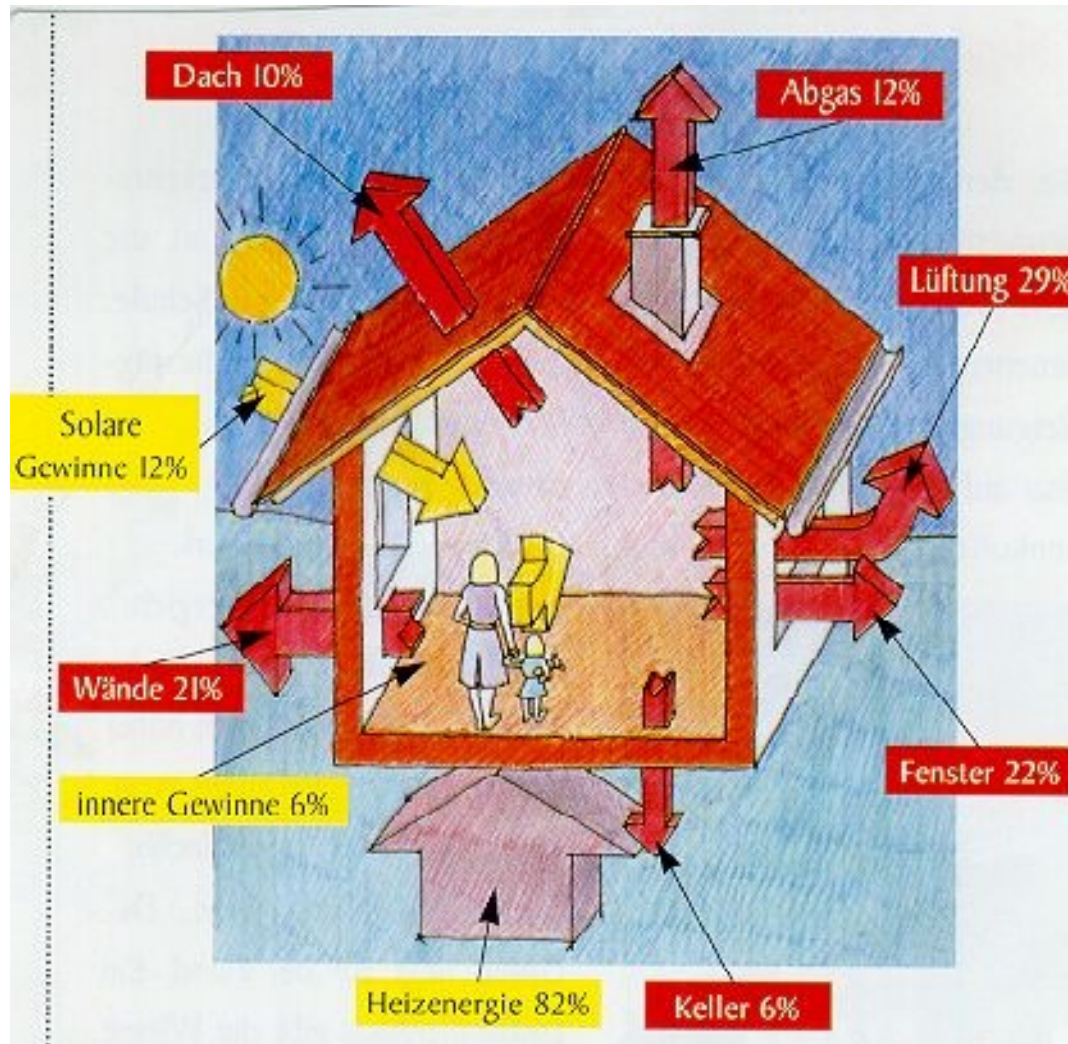 Dach 10%
Abgas 12%
Lüftung 29%
Solare
Gewinne 12%
Wände 21%
Fenster 22%
innere Gewinne 6%
Heizenergie 82%
Keller 6%